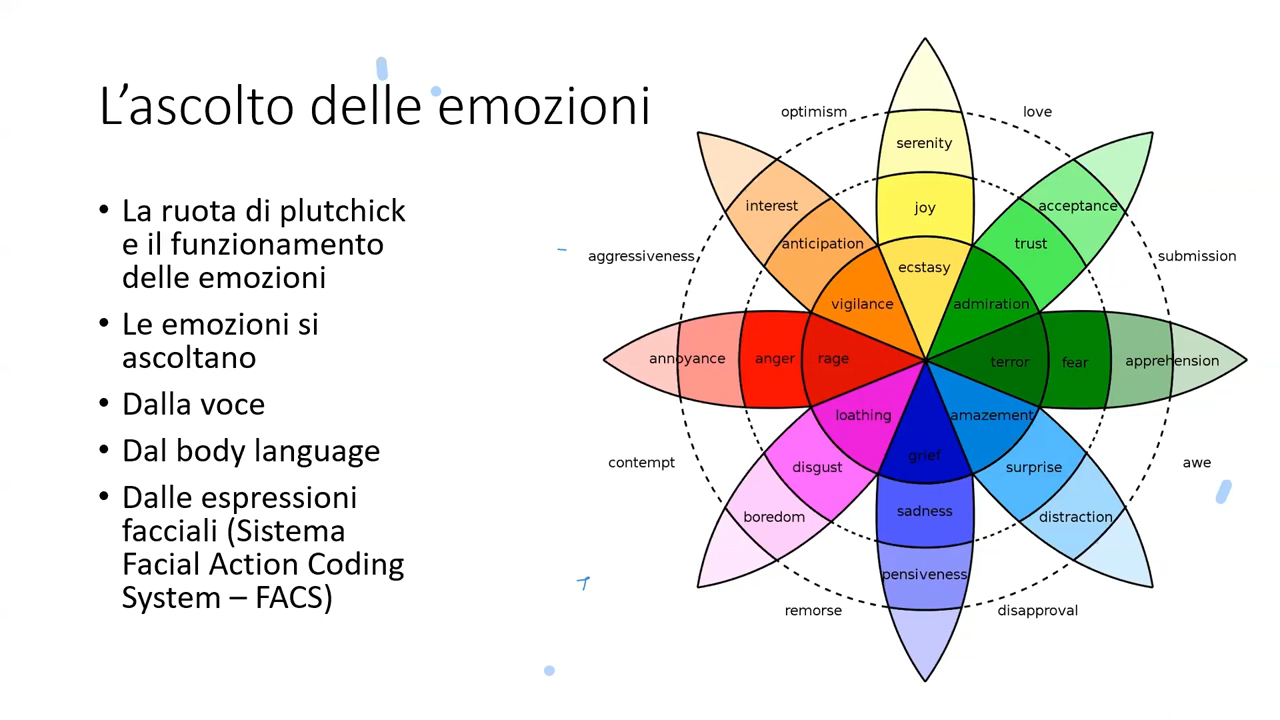 L’ascolto delle emozioni
• La ruota di plutchick
e il funzionamento
delle emozioni
• Le emozioni si
ascoltano
• Dalla voce
• Dal body language
• Dalle espressioni
facciali (Sistema
Facial Action Coding
System – FACS)
optimism
love
serenity
interest
joy
acceptance
anticipation
trust
aggressiveness
submission
ecstasy
vigilance
admiration
annoyance
anger
rage
terror
fear
apprehension
loathing
amazement
contempt
disgust
grief
surprise
awe
boredom
sadness
distraction
pensiveness
remorse
disapproval